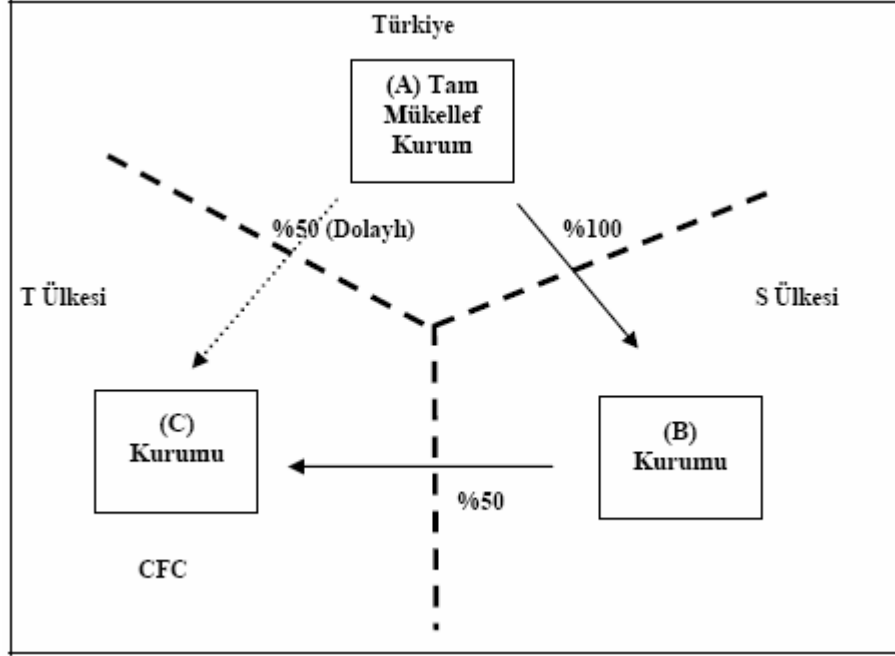 Türkiye
(A) Tam
Mükellef
Kurum
%50 (Dolaylı)
%100
T Ülkesi
S Ülkesi
(C)
Kurumu
(B)
Kurumu
%50
CFC